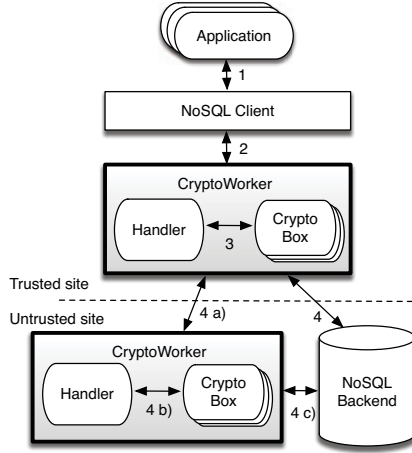 Application
1
NoSQL Client
2
CryptoWorker
Handler
3
Crypto
Box
Trusted site
4 a)
4
Untrusted site
CryptoWorker
Handler
4 b)
Crypto
Box
4 c)
NoSQL
Backend